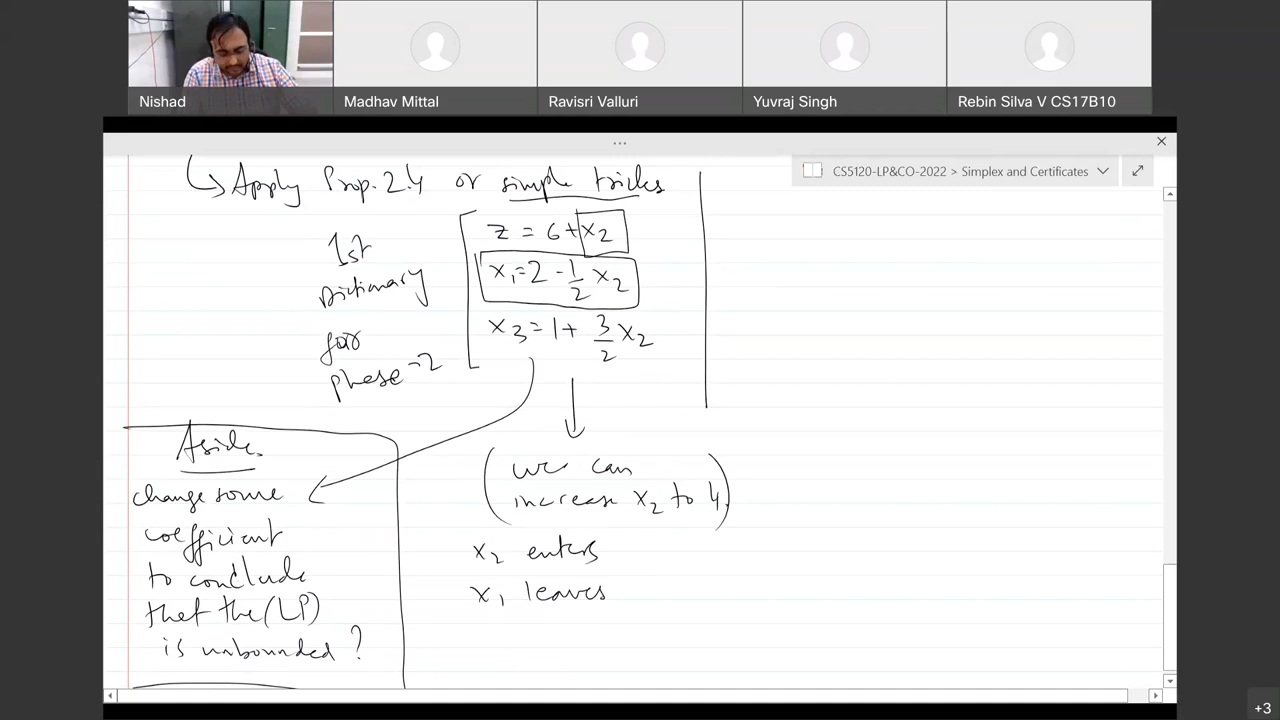 Nishad
Madhav Mittal
Ravisri Valluri
Yuvraj Singh
Rebin Silva V CS17B10
...
CS5120-LP&CO-2022 > Simplex and Certificates
Apply Prop. 2.4 or simple tricks
1st
Dictionary
for
phase-2
z = 6+x₂
x₁=2 - 1/2 x₂
x₃=1+ 3/2 x₂
Aside
change some
coefficient
to conclude
that the (LP)
is unbounded?
(we can
increase x₂ to 4.)
x₂ enters
x₁ leaves
+3